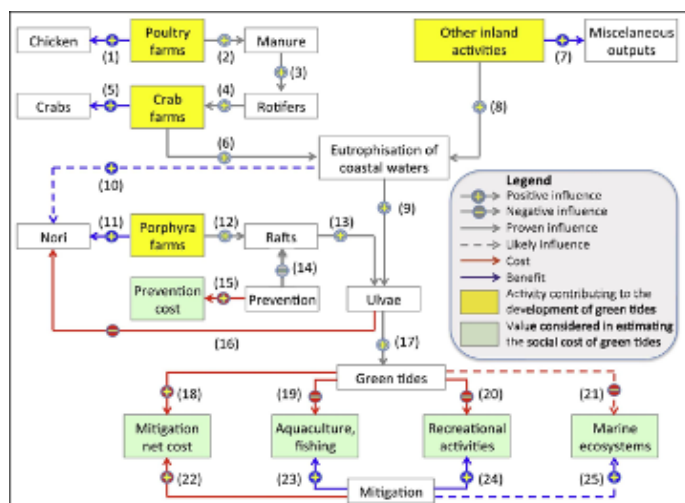 Chicken
(1)
Poultry
farms
(2)
Manure
Other inland
activities
(7)
Miscellaneous
outputs
(3)
Crabs
(5)
Crab
farms
(4)
Rotifers
(8)
(6)
Eutrophisation of
coastal waters
(10)
(9)
Nori
(11)
Porphyra
farms
(12)
Rafts
(13)
(14)
Prevention
cost
(15)
Prevention
Ulvae
(16)
(17)
Legend
Positive influence
Negative influence
Proven influence
Likely influence
Cost
Benefit
Activity contributing to the
development of green tides
Value considered in estimating
the social cost of green tides
Green tides
(18)
(19)
(20)
(21)
Mitigation
net cost
Aquaculture,
fishing
Recreational
activities
Marine
ecosystems
(22)
(23)
(24)
(25)
Mitigation